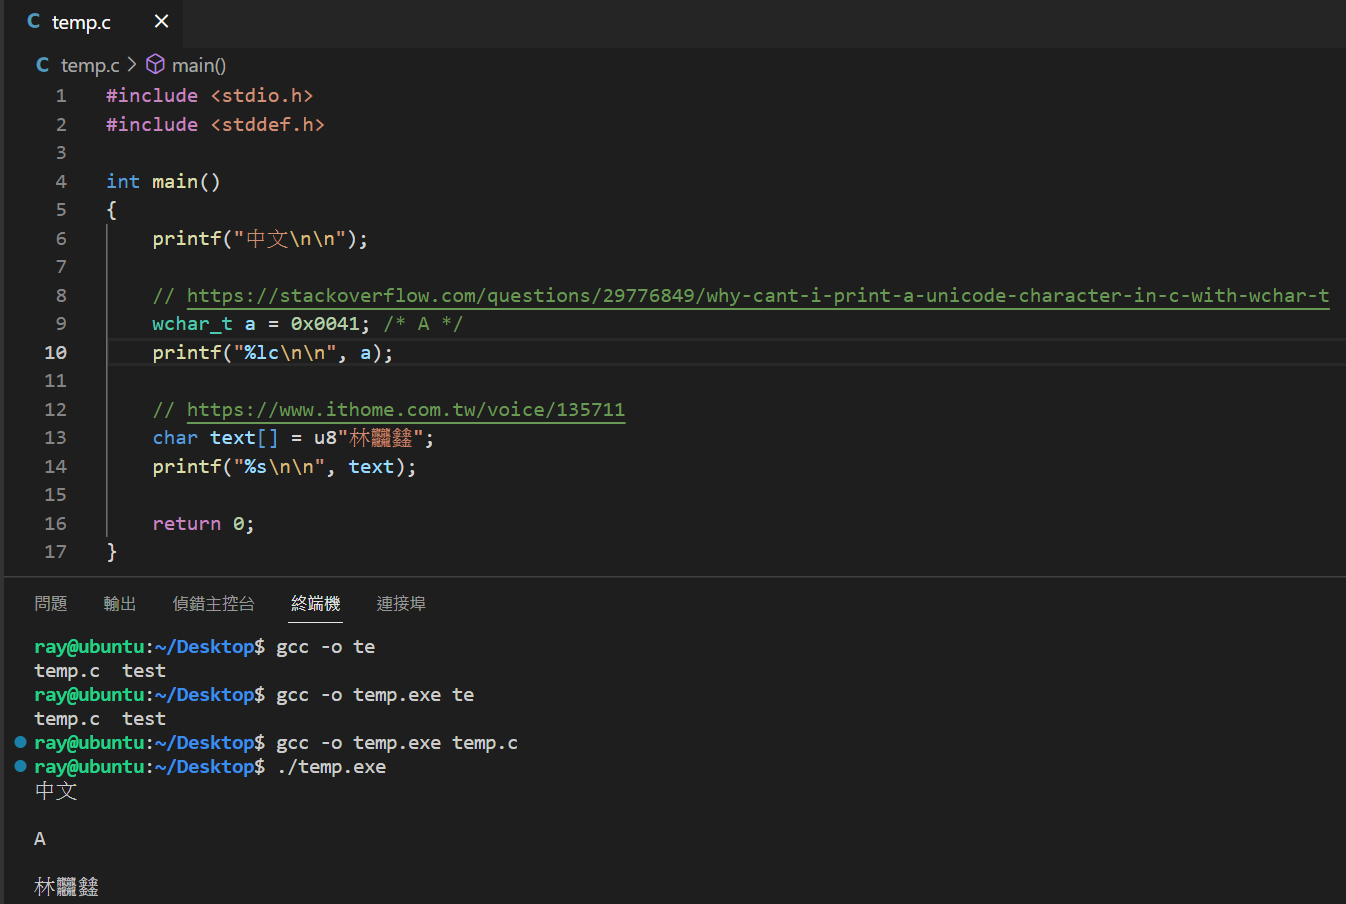 C temp.c ×
C temp.c > main()
1 #include <stdio.h>
2 #include <stddef.h>
3
4 int main()
5 {
6 printf("中文\n\n");
7
8 // https://stackoverflow.com/questions/29776849/why-cant-i-print-a-unicode-character-in-c-with-wchar-t
9 wchar_t a = 0x0041; /* A */
10 printf("%lc\n\n", a);
11
12 // https://www.ithome.com.tw/voice/135711
13 char text[] = u8"林鑫";
14 printf("%s\n\n", text);
15
16 return 0;
17 }
問題 輸出 偵錯主控台 終端機 連接埠
ray@ubuntu:~/Desktop$ gcc -o te
temp.c test
ray@ubuntu:~/Desktop$ gcc -o temp.exe te
temp.c test
ray@ubuntu:~/Desktop$ gcc -o temp.exe temp.c
ray@ubuntu:~/Desktop$ ./temp.exe
中文
A
林鑫